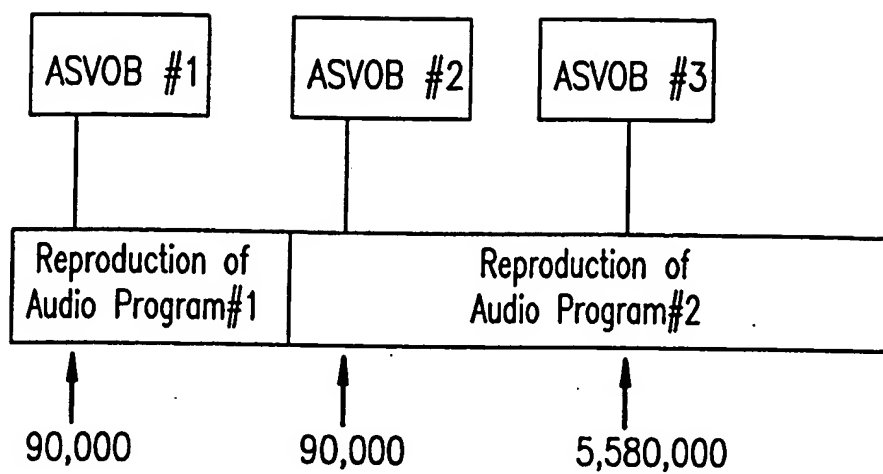 ASVOB #1
ASVOB #2
ASVOB #3
Reproduction of
Audio Program#1
Reproduction of
Audio Program#2
90,000
90,000
5,580,000